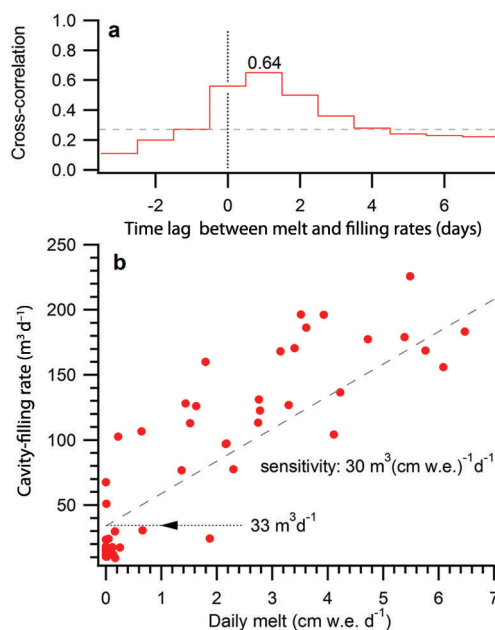 a
0.64
1.0
0.8
0.6
0.4
0.2
0.0
Cross-correlation
-2 0 2 4 6
Time lag between melt and filling rates (days)
b
250
200
150
100
50
Cavity-filling rate (m³ d⁻¹)
sensitivity: 30 m³(cm w.e.)⁻¹d⁻¹
33 m³d⁻¹
0 1 2 3 4 5 6 7
Daily melt (cm w.e. d⁻¹)